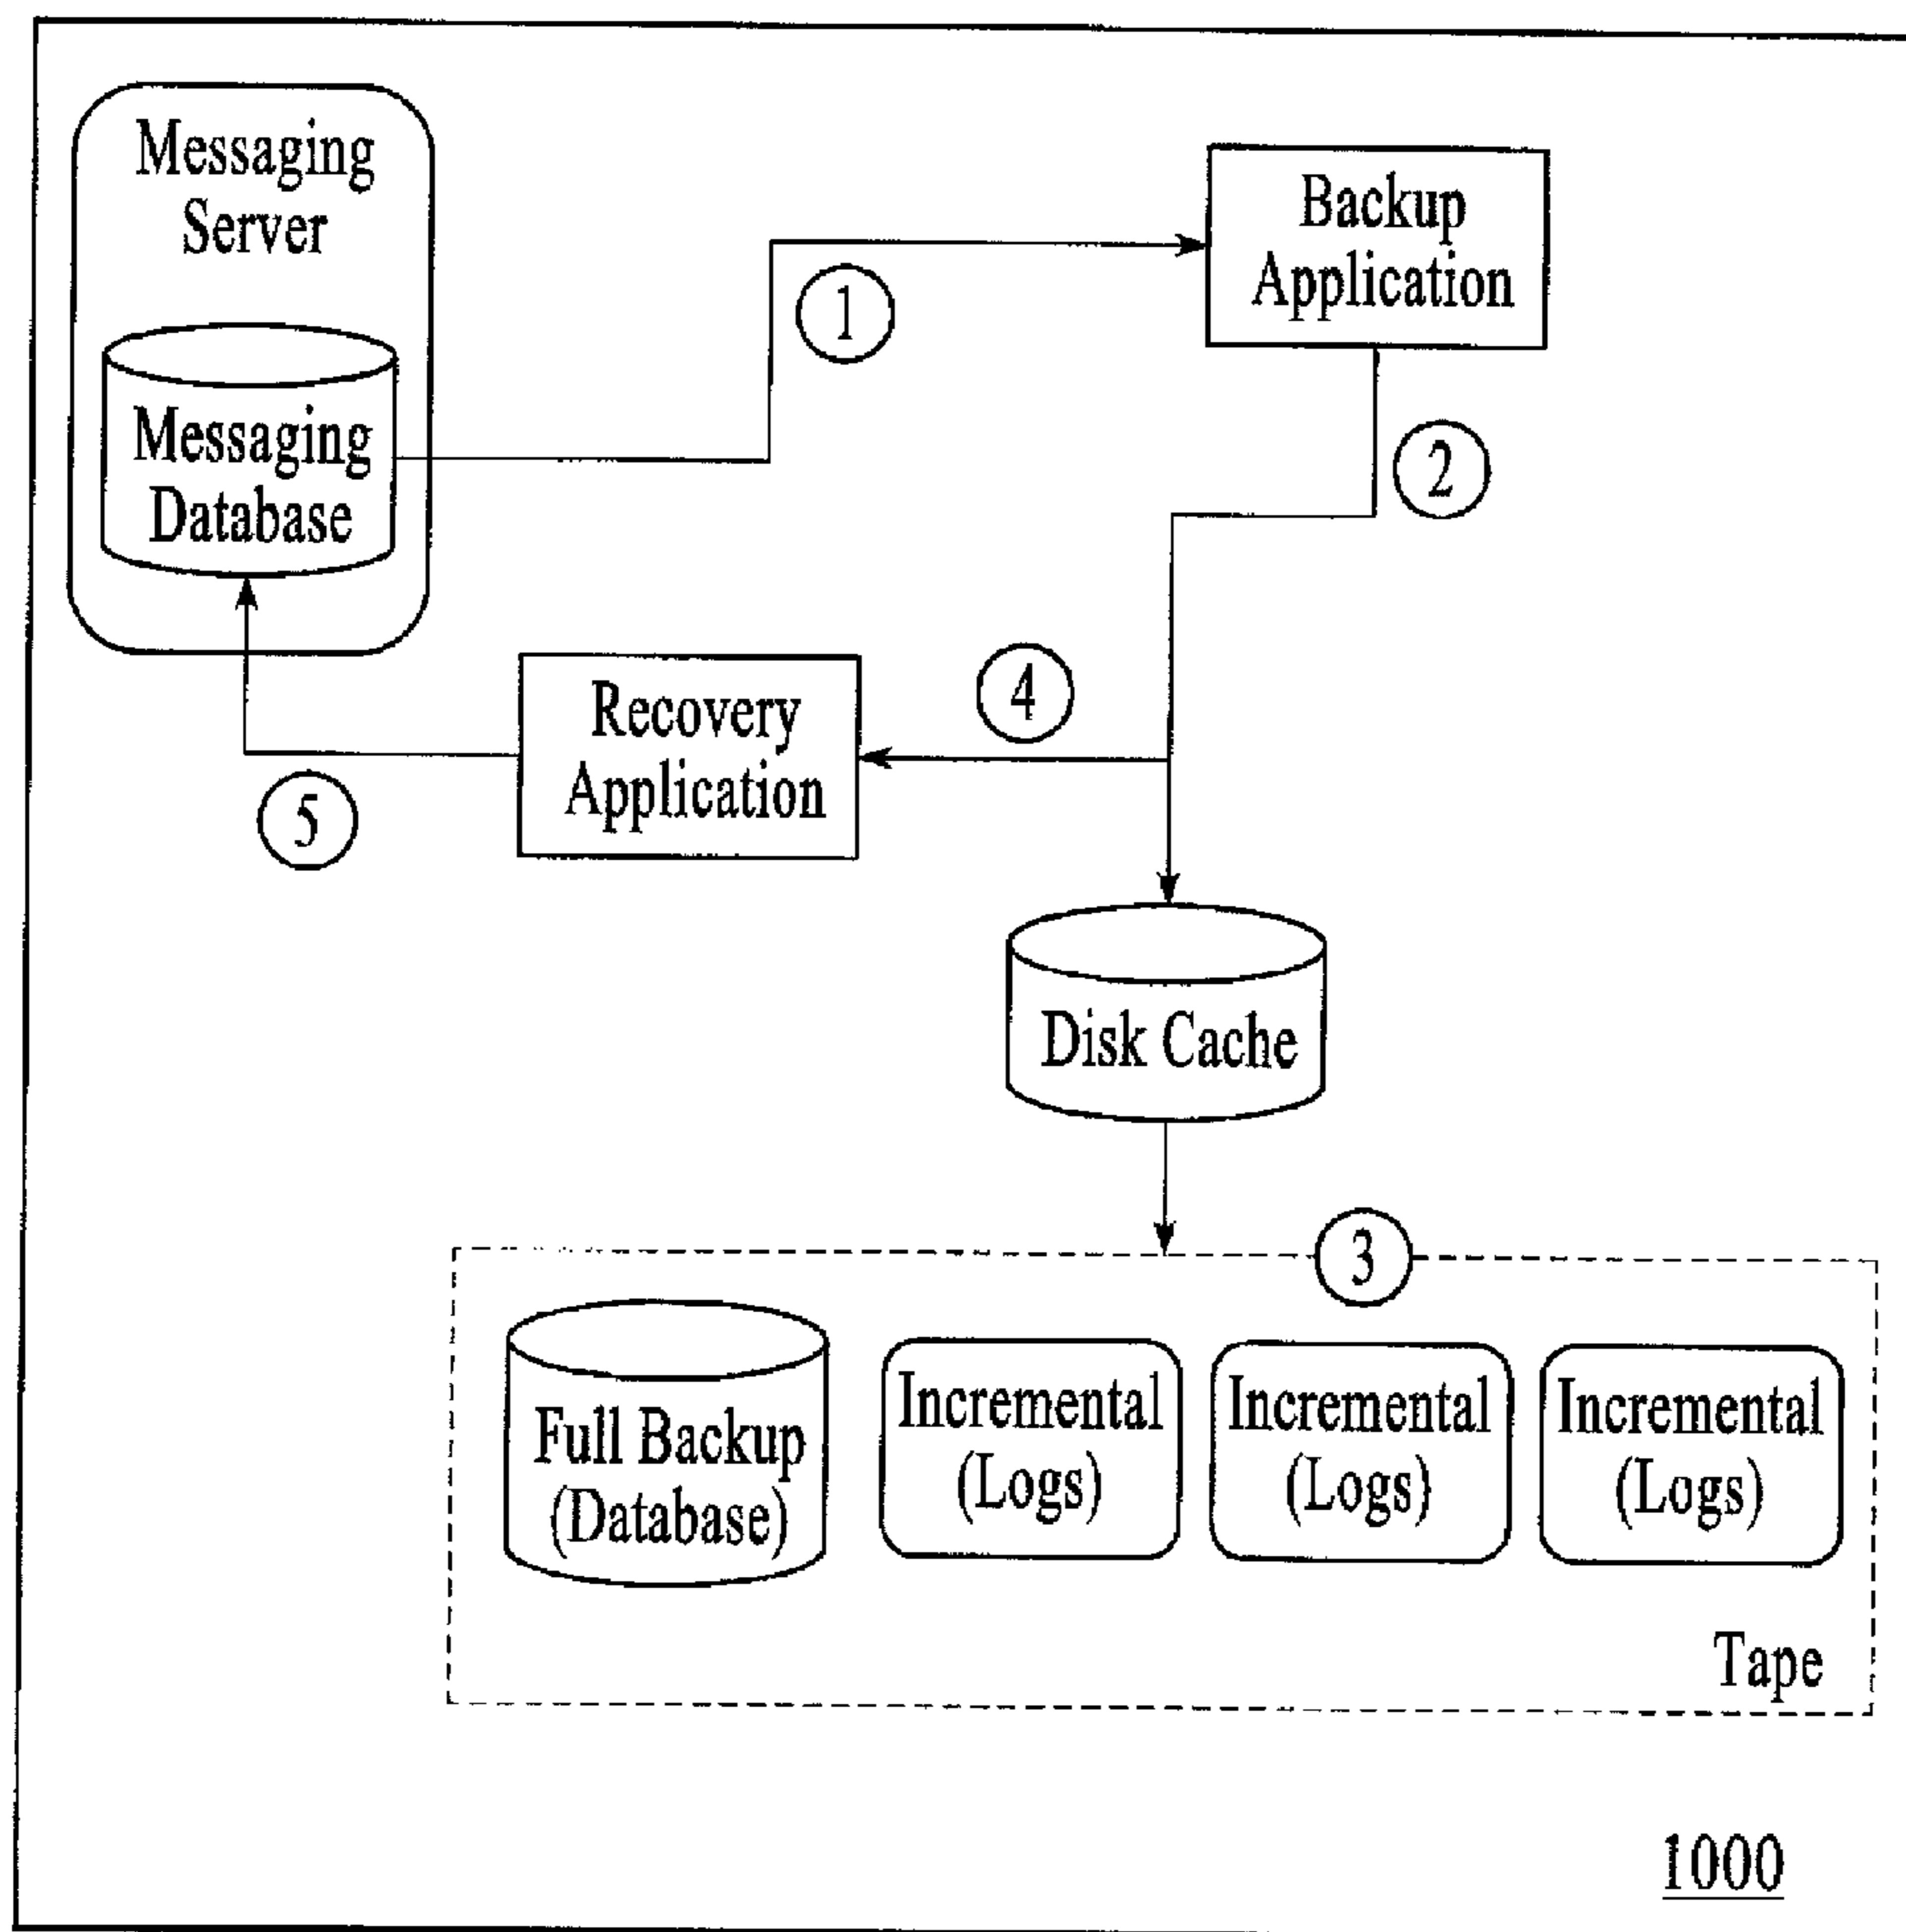 Messaging
Server
Messaging
Database
1
Backup
Application
2
Recovery
Application
4
5
Disk Cache
3
Full Backup
(Database)
Incremental
(Logs)
Incremental
(Logs)
Incremental
(Logs)
Tape
1000